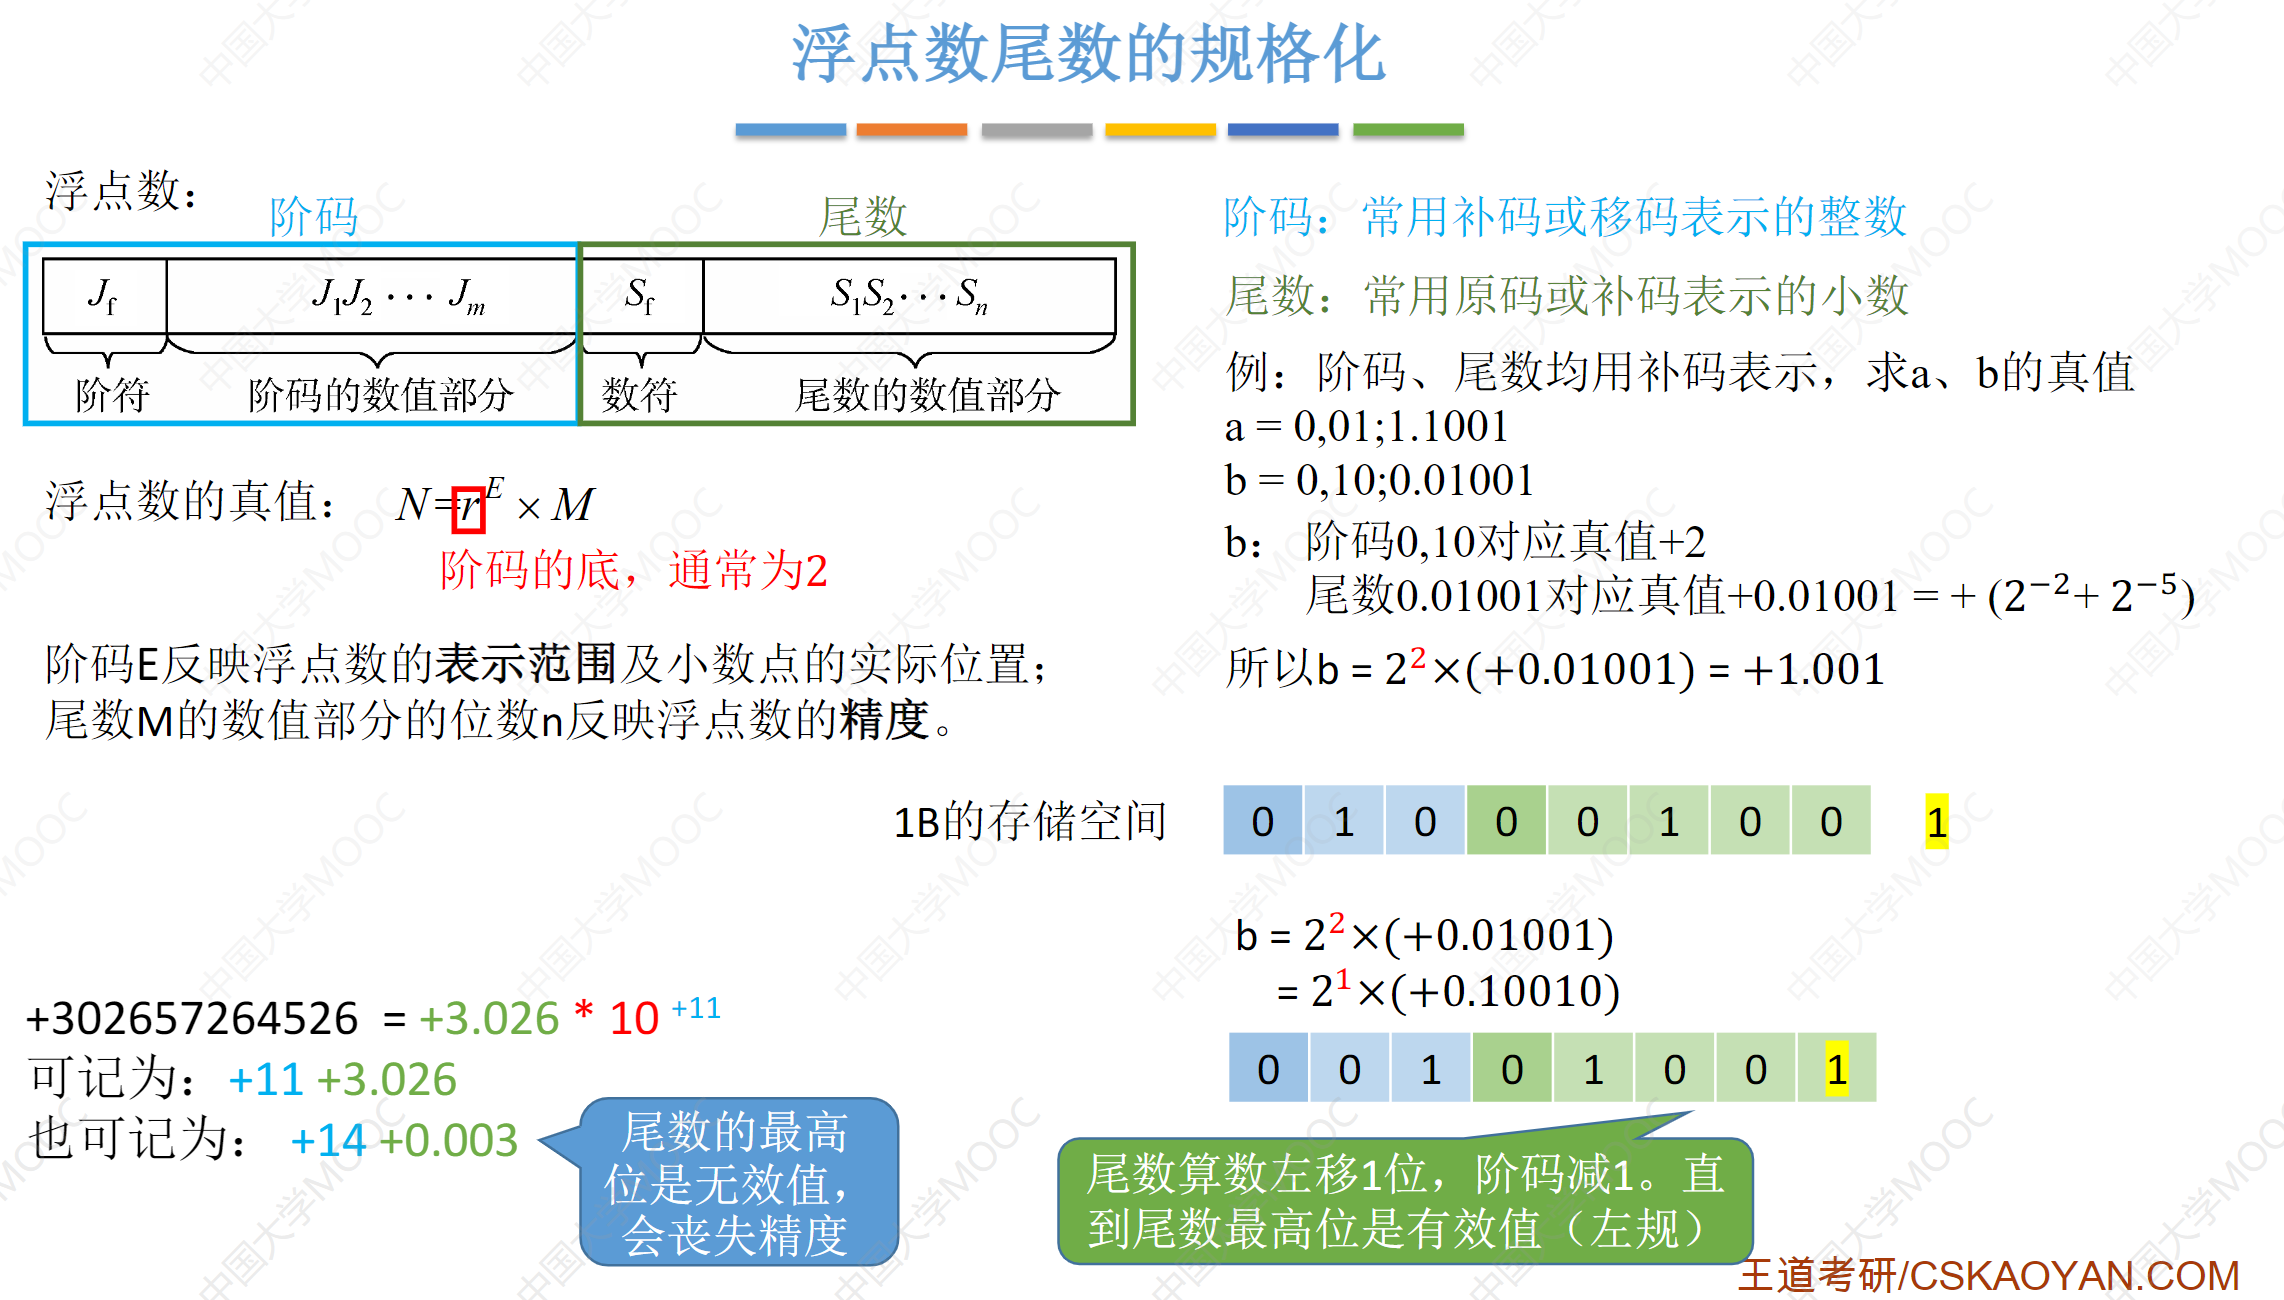 浮点数尾数的规格化
浮点数：
阶码
尾数
J_f J_1J_2 ··· J_m S_f S_1S_2 ··· S_n
阶符 阶码的数值部分 数符 尾数的数值部分
浮点数的真值： N=r^E × M
阶码的底，通常为2
阶码E反映浮点数的表示范围及小数点的实际位置；
尾数M的数值部分的位数n反映浮点数的精度。
阶码：常用补码或移码表示的整数
尾数：常用原码或补码表示的小数
例：阶码、尾数均用补码表示，求a、b的真值
a = 0,01;1.1001
b = 0,10;0.01001
b： 阶码0,10对应真值+2
尾数0.01001对应真值+0.01001 = + (2^−2+ 2^−5)
所以b = 2^2×(+0.01001) = +1.001
1B的存储空间 0 1 0 0 0 1 0 0 1
b = 2^2×(+0.01001)
= 2^1×(+0.10010)
0 0 1 0 1 0 0 1
尾数算数左移1位，阶码减1。直
到尾数最高位是有效值（左规）
+302657264526 = +3.026 * 10 ^+11
可记为：+11 +3.026
也可记为： +14 +0.003
尾数的最高
位是无效值，
会丧失精度
王道考研/CSKAOYAN.COM
中国大学MOOC